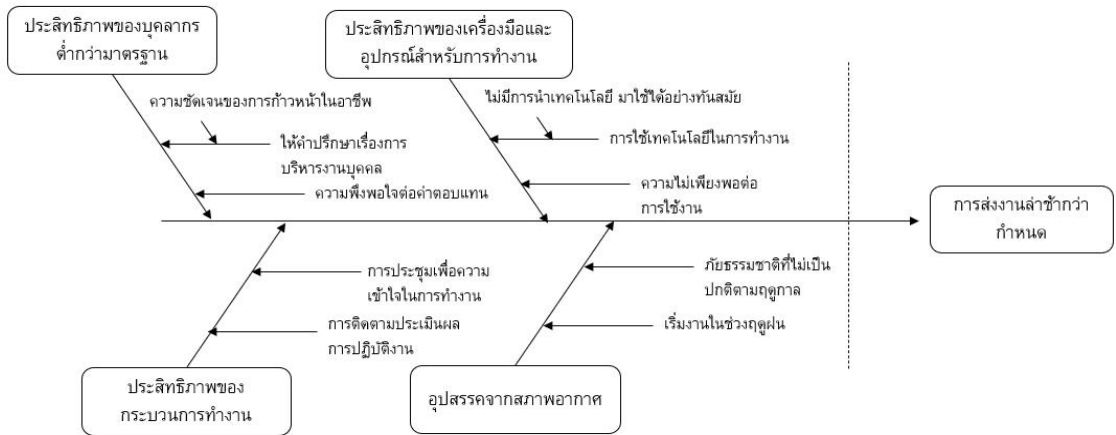 ประสิทธิภาพของบุคลากร
ต่ำกว่ามาตรฐาน
ประสิทธิภาพของเครื่องมือและ
อุปกรณ์สำหรับการทำงาน
ความชัดเจนของการก้าวหน้าในอาชีพ
ให้คำปรึกษาเรื่องการ
บริหารงานบุคคล
ความพึงพอใจต่อค่าตอบแทน
ไม่มีการนำเทคโนโลยี มาใช้ได้อย่างทันสมัย
การใช้เทคโนโลยีในการทำงาน
ความไม่เพียงพอต่อ
การใช้งาน
การส่งงานล่าช้ากว่า
กำหนด
การประชุมเพื่อความ
เข้าใจในการทำงาน
การติดตามประเมินผล
การปฏิบัติงาน
ภัยธรรมชาติที่ไม่เป็น
ปกติตามฤดูกาล
เริ่มงานในช่วงฤดูฝน
ประสิทธิภาพของ
กระบวนการทำงาน
อุปสรรคจากสภาพอากาศ